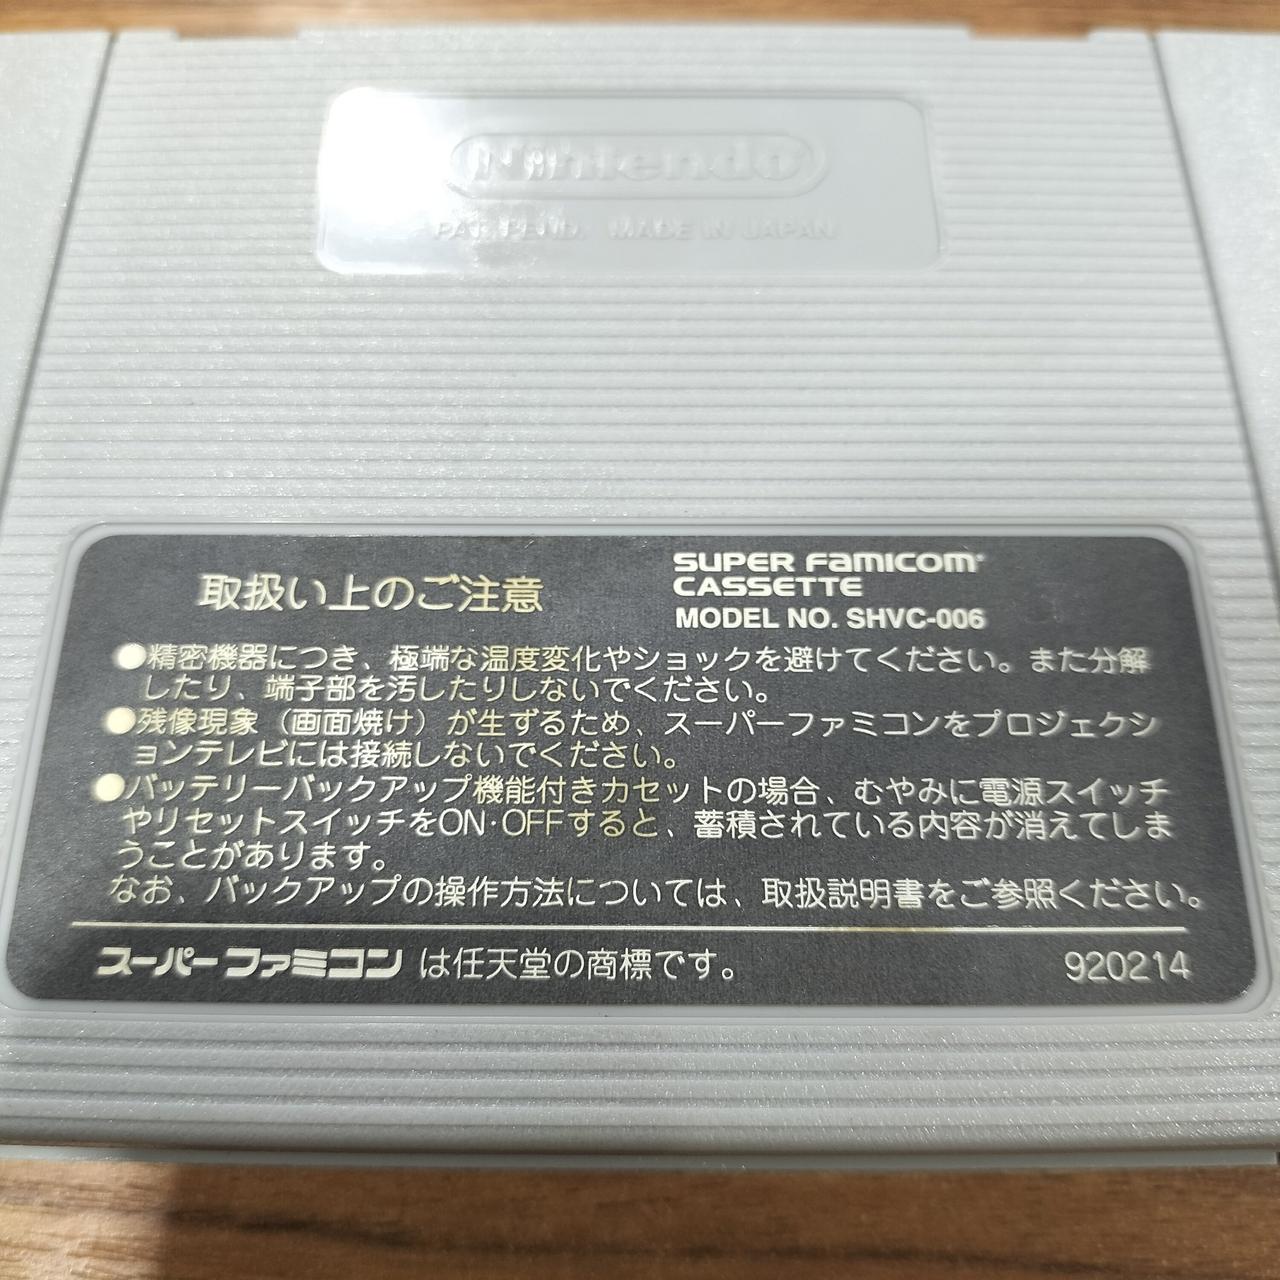 Nintendo
PAT. PEND. MADE IN JAPAN
取扱い上のご注意
SUPER FAMICOM
CASSETTE
MODEL NO. SHVC-006
●精密機器につき、極端な温度変化やショックを避けてください。また分解
したり、端子部を汚したりしないでください。
●残像現象（画面焼け）が生ずるため、スーパーファミコンをプロジェクシ
ョンテレビには接続しないでください。
●バッテリーバックアップ機能付きカセットの場合、むやみに電源スイッチ
やリセットスイッチをON·OFFすると、蓄積されている内容が消えてしま
うことがあります。
なお、バックアップの操作方法については、取扱説明書をご参照ください。
スーパーファミコン は任天堂の商標です。
920214